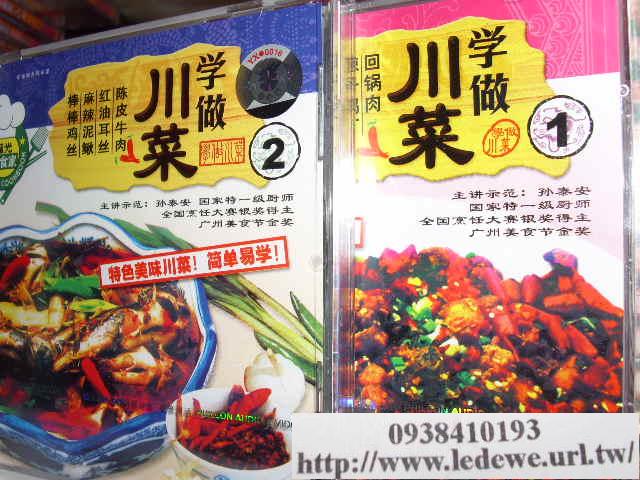 学做
川菜
2
YX●0016
陈皮牛肉
红油耳丝
麻辣泥鳅
棒棒鸡丝
主讲示范：孙泰安 国家特一级厨师
全国烹饪大赛银奖得主
广州美食节金奖
特色美味川菜！简单易学！
学做
川菜
1
回锅肉
主讲示范：孙泰安
国家特一级厨师
全国烹饪大赛银奖得主
广州美食节金奖
0938410193
http://www.ledewe.url.tw/